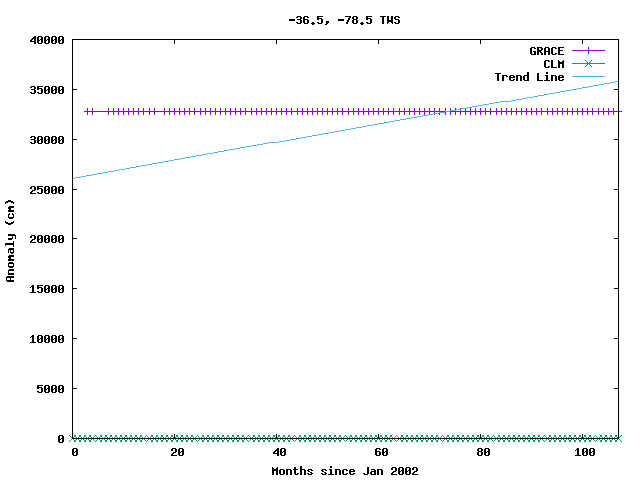 -36.5, -78.5 TWS
40000
35000
30000
25000
20000
15000
10000
5000
0
Anomaly (cm)
GRACE
CLM
Trend Line
0 20 40 60 80 100
Months since Jan 2002